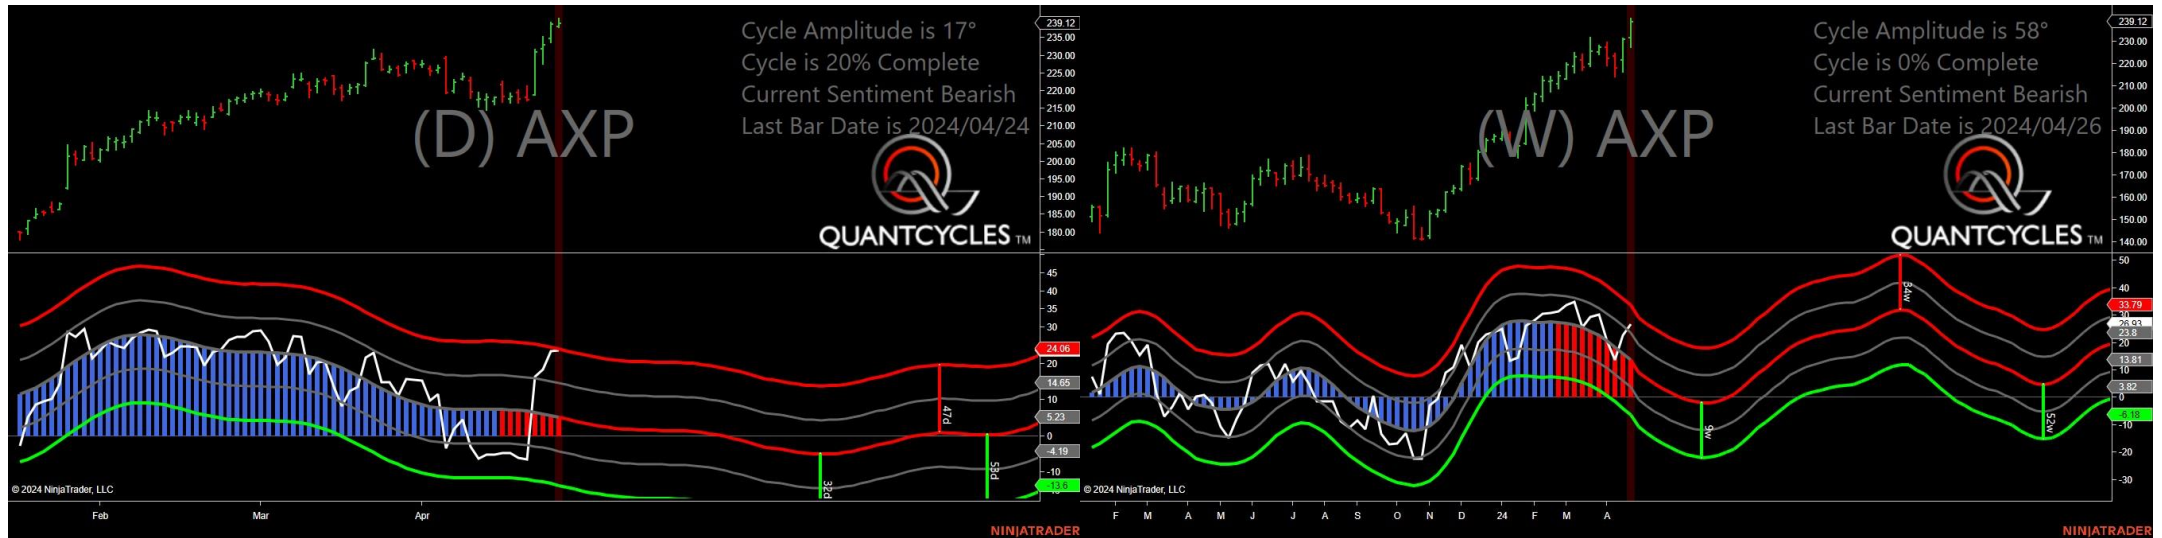 Cycle Amplitude is 17°
Cycle is 20% Complete
Current Sentiment Bearish
Last Bar Date is 2024/04/24
(D) AXP
QUANTCYCLES TM
239.12
235.00
230.00
225.00
220.00
215.00
210.00
205.00
200.00
195.00
190.00
185.00
180.00
45
40
35
30
24.06
20
14.65
10
5.23
0
-4.19
-10
-13.6
47d
32d
53d
© 2024 NinjaTrader, LLC
Feb Mar Apr
NINJATRADER
Cycle Amplitude is 58°
Cycle is 0% Complete
Current Sentiment Bearish
Last Bar Date is 2024/04/26
(W) AXP
QUANTCYCLES TM
239.12
230.00
220.00
210.00
200.00
190.00
180.00
170.00
160.00
150.00
140.00
50
40
33.79
30
26.93
23.8
20
13.81
10
3.82
0
-6.18
-10
-20
-30
34w
9w
52w
© 2024 NinjaTrader, LLC
F M A M J J A S O N D 24 F M A
NINJATRADER